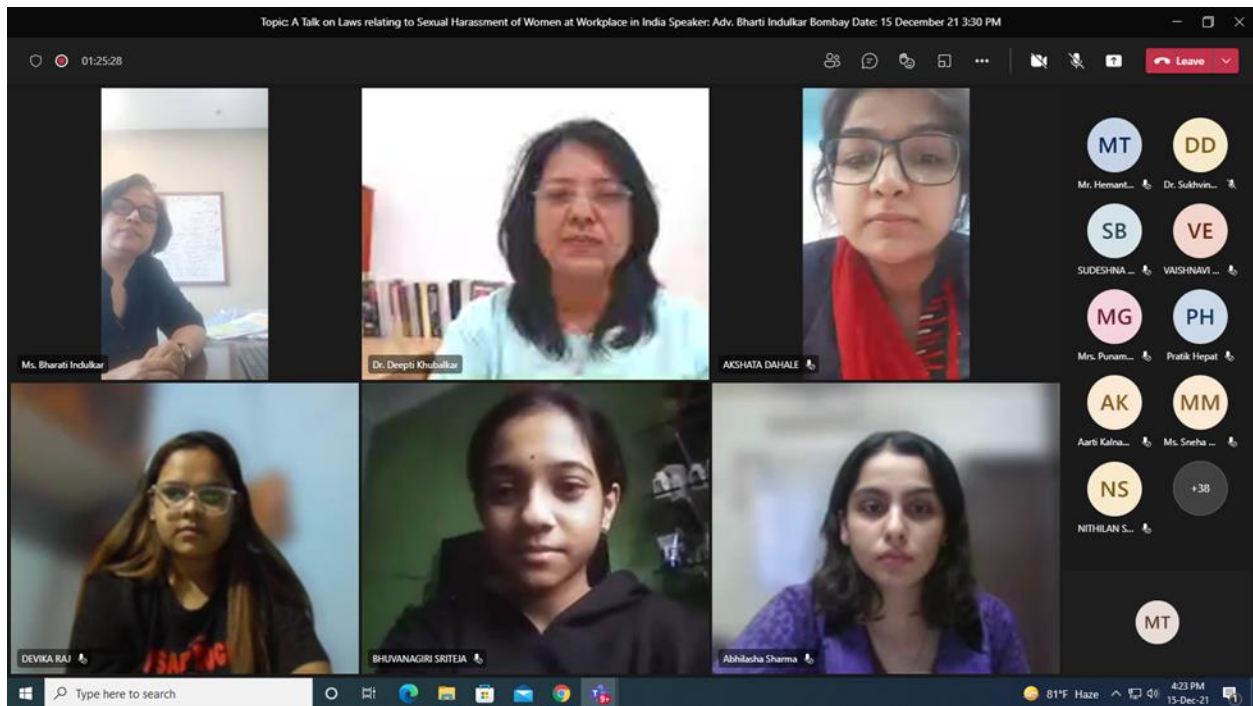 Topic: A Talk on Laws relating to Sexual Harassment of Women at Workplace in India Speaker: Adv. Bharti Indulkar Bombay Date: 15 December 21 3:30 PM
01:25:28
Leave
Ms. Bharati Indulkar
Dr. Deepti Khubalkar
AKSHATA DAHALE
DEVIKA RAJ
BHUVANAGIRI SRITEJA
Abhilasha Sharma
MT
DD
Mr. Hemant...
Dr. Sukhvin...
SB
VE
SUDESHNA ...
VAISHNAVI ...
MG
PH
Mrs. Punam...
Pratik Hepat
AK
MM
Aarti Kalna...
Ms. Sneha ...
NS
+38
NITHILAN S...
MT
Type here to search
9+
81°F Haze
4:23 PM
15-Dec-21
1